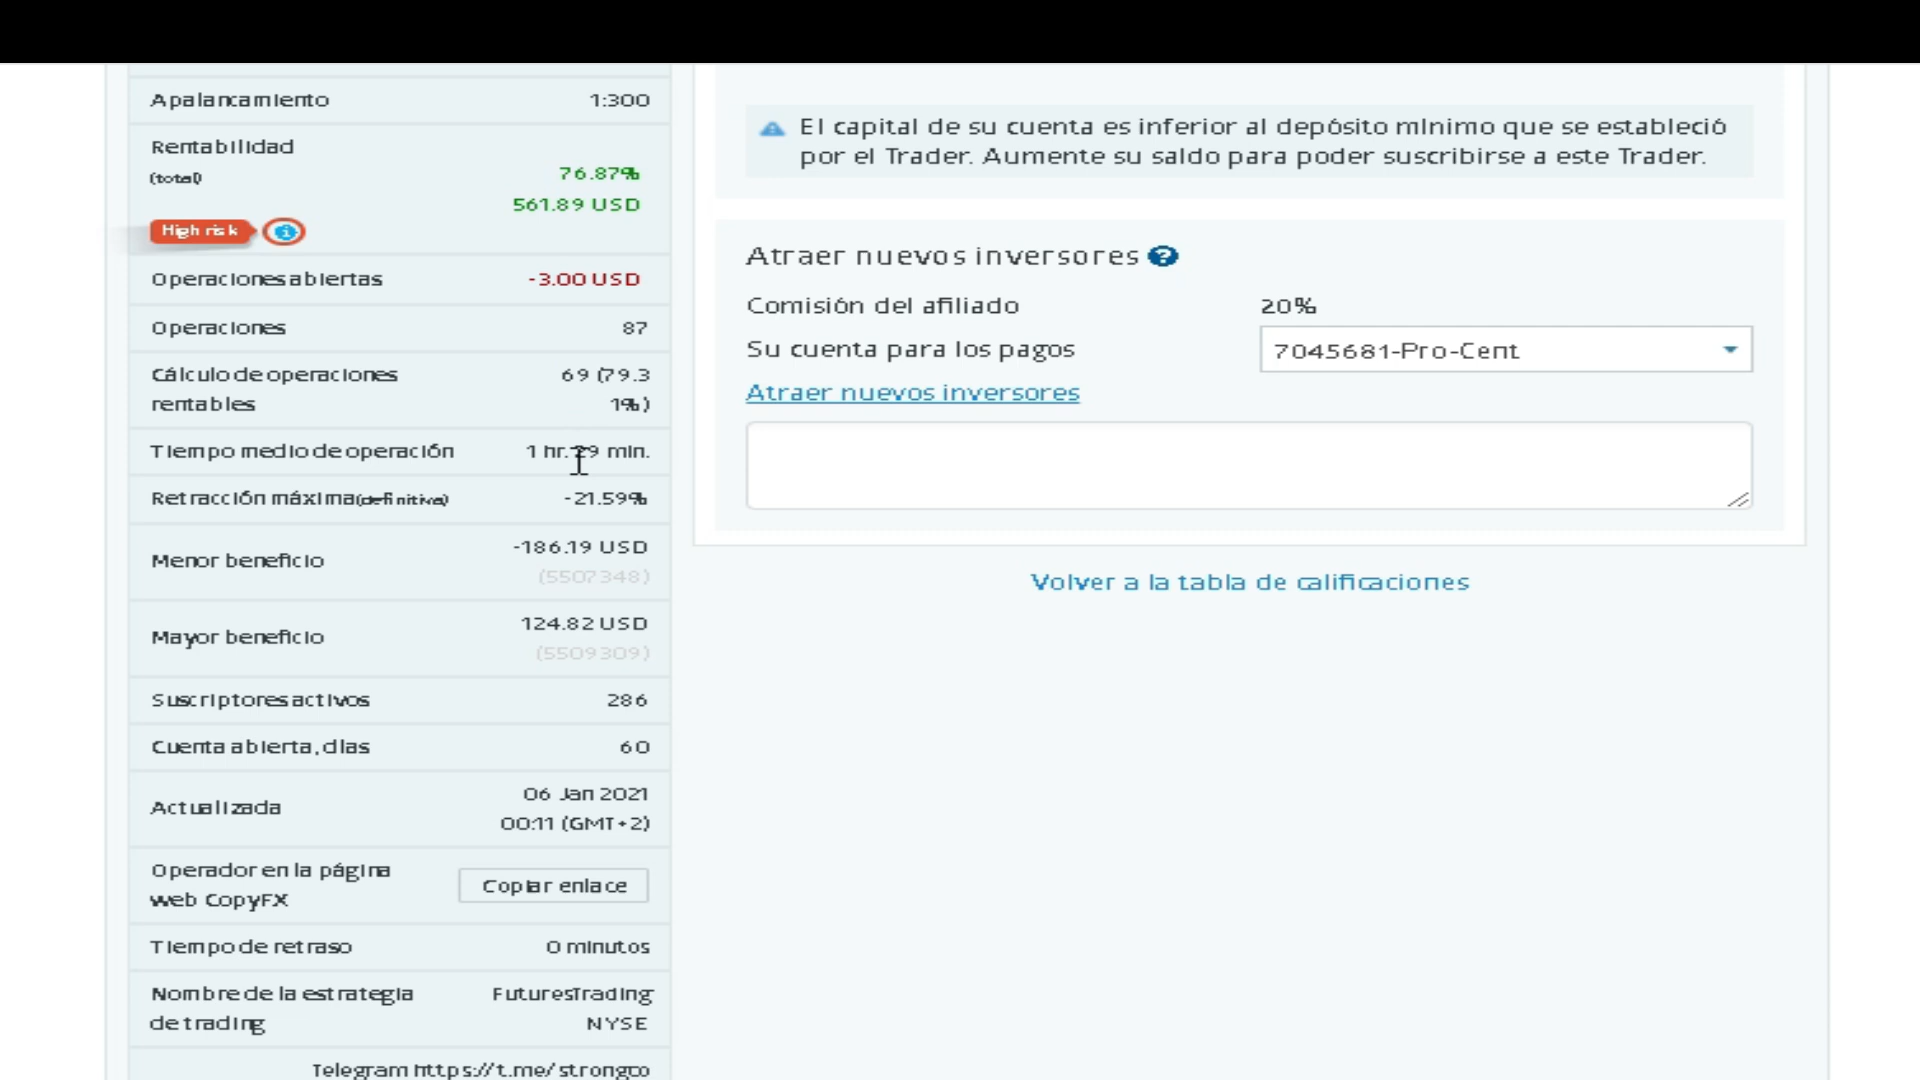 Apalancamiento 1:300
Rentabilidad
(total) 76.87%
561.89 USD
High risk
Operaciones abiertas -3.00 USD
Operaciones 87
Cálculo de operaciones 69 (79.3
rentables 1%)
Tiempo medio de operación 1 hr. 29 min.
Retracción máxima (definitiva) -21.59%
Menor beneficio -186.19 USD
(5507348)
Mayor beneficio 124.82 USD
(5509309)
Suscriptores activos 286
Cuenta abierta, días 60
Actualizada 06 Jan 2021
00:11 (GMT+2)
Operador en la página
web CopyFX Copiar enlace
Tiempo de retraso 0 minutos
Nombre de la estrategia FuturesTrading
de trading NYSE
Telegram https://t.me/strongco
El capital de su cuenta es inferior al depósito mínimo que se estableció
por el Trader. Aumente su saldo para poder suscribirse a este Trader.
Atraer nuevos inversores ?
Comisión del afiliado 20%
Su cuenta para los pagos 7045681-Pro-Cent
Atraer nuevos inversores
Volver a la tabla de calificaciones